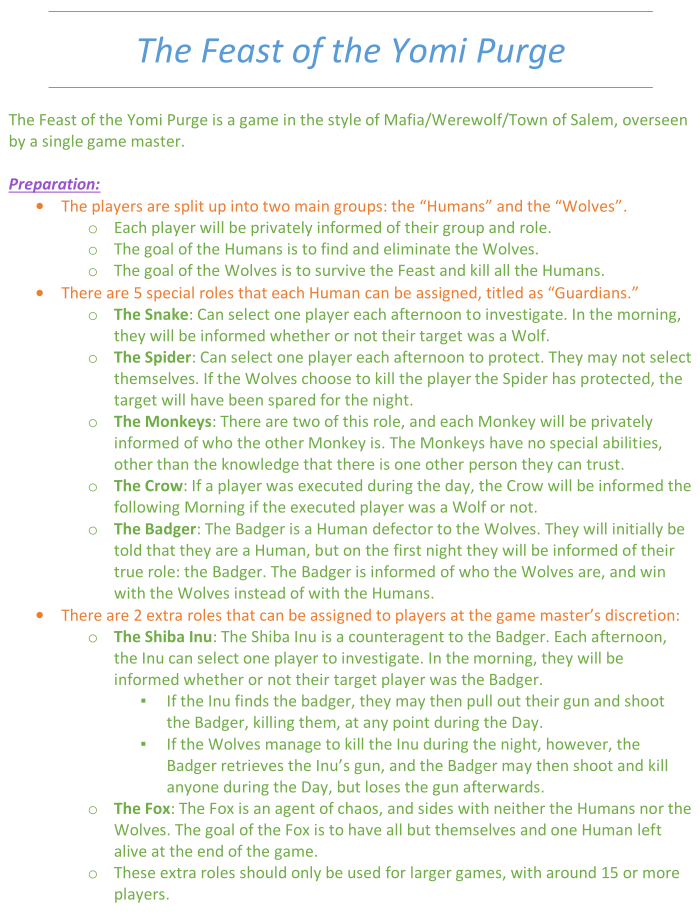 The Feast of the Yomi Purge
The Feast of the Yomi Purge is a game in the style of Mafia/Werewolf/Town of Salem, overseen
by a single game master.
Preparation:
• The players are split up into two main groups: the “Humans” and the “Wolves”.
o Each player will be privately informed of their group and role.
o The goal of the Humans is to find and eliminate the Wolves.
o The goal of the Wolves is to survive the Feast and kill all the Humans.
• There are 5 special roles that each Human can be assigned, titled as “Guardians.”
o The Snake: Can select one player each afternoon to investigate. In the morning,
they will be informed whether or not their target was a Wolf.
o The Spider: Can select one player each afternoon to protect. They may not select
themselves. If the Wolves choose to kill the player the Spider has protected, the
target will have been spared for the night.
o The Monkeys: There are two of this role, and each Monkey will be privately
informed of who the other Monkey is. The Monkeys have no special abilities,
other than the knowledge that there is one other person they can trust.
o The Crow: If a player was executed during the day, the Crow will be informed the
following Morning if the executed player was a Wolf or not.
o The Badger: The Badger is a Human defector to the Wolves. They will initially be
told that they are a Human, but on the first night they will be informed of their
true role: the Badger. The Badger is informed of who the Wolves are, and win
with the Wolves instead of with the Humans.
• There are 2 extra roles that can be assigned to players at the game master’s discretion:
o The Shiba Inu: The Shiba Inu is a counteragent to the Badger. Each afternoon,
the Inu can select one player to investigate. In the morning, they will be
informed whether or not their target player was the Badger.
▪ If the Inu finds the badger, they may then pull out their gun and shoot
the Badger, killing them, at any point during the Day.
▪ If the Wolves manage to kill the Inu during the night, however, the
Badger retrieves the Inu’s gun, and the Badger may then shoot and kill
anyone during the Day, but loses the gun afterwards.
o The Fox: The Fox is an agent of chaos, and sides with neither the Humans nor the
Wolves. The goal of the Fox is to have all but themselves and one Human left
alive at the end of the game.
o These extra roles should only be used for larger games, with around 15 or more
players.